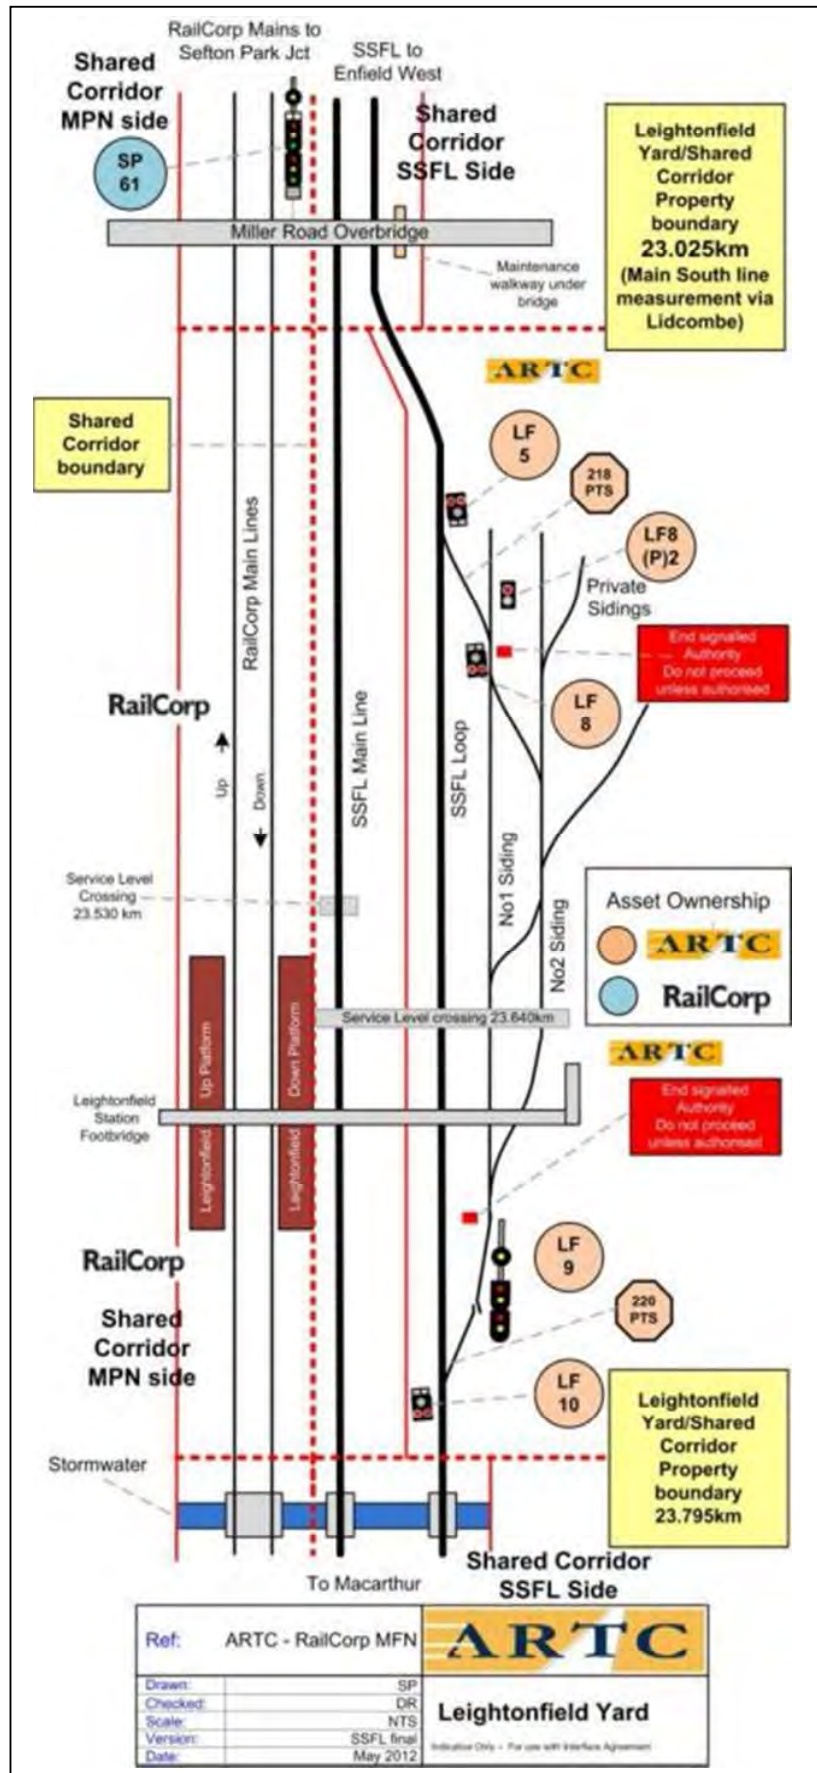 RailCorp Mains to
Sefton Park Jct
SSFL to
Enfield West
Shared
Corridor
MPN side
Shared
Corridor
SSFL Side
SP
61
Leightonfield
Yard/Shared
Corridor
Property
boundary
23.025km
(Main South line
measurement via
Lidcombe)
Miller Road Overbridge
Maintenance
walkway under
bridge
ARTC
Shared
Corridor
boundary
LF
5
218
PTS
LF8
(P)2
Private
Sidings
RailCorp Main Lines
End signalled
Authority
Do not proceed
unless authorised
RailCorp
LF
8
SSFL Main Line
SSFL Loop
Up
Down
No1 Siding
No2 Siding
Service Level
Crossing
23.530 km
Asset Ownership
ARTC
RailCorp
Service Level crossing 23.640km
Leightonfield Up Platform
Leightonfield Down Platform
ARTC
Leightonfield
Station
Footbridge
End signalled
Authority
Do not proceed
unless authorised
RailCorp
LF
9
220
PTS
Shared
Corridor
MPN side
LF
10
Leightonfield
Yard/Shared
Corridor
Property
boundary
23.795km
Stormwater
To Macarthur
Shared Corridor
SSFL Side
Ref: ARTC - RailCorp MFN
ARTC
Drawn: SP
Checked: DR
Scale: NTS
Version: SSFL final
Date: May 2012
Leightonfield Yard
Indicative Only - For use with Interface Agreement